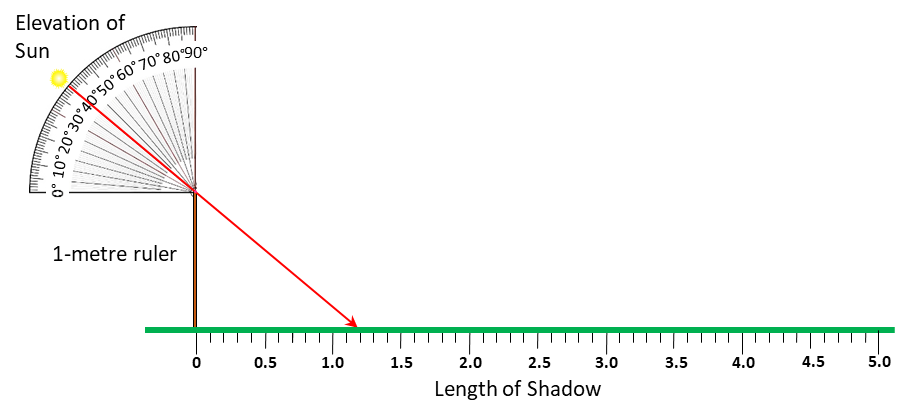 Elevation of
Sun
0° 10° 20° 30° 40° 50° 60° 70° 80° 90°
1-metre ruler
0 0.5 1.0 1.5 2.0 2.5 3.0 3.5 4.0 4.5 5.0
Length of Shadow